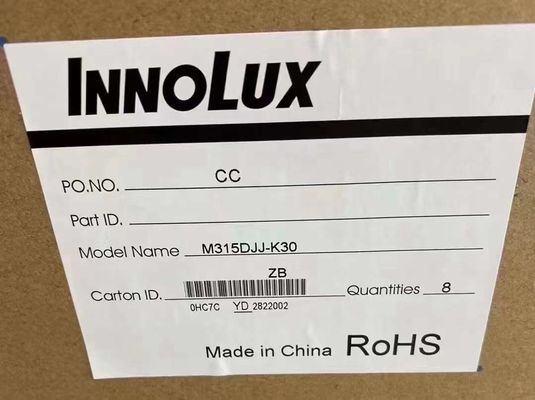 INNOLUX
PO.NO. CC
Part ID.
Model Name M315DJJ-K30
ZB
Carton ID. Quantities 8
0HC7C YD 2822002
Made in China RoHS